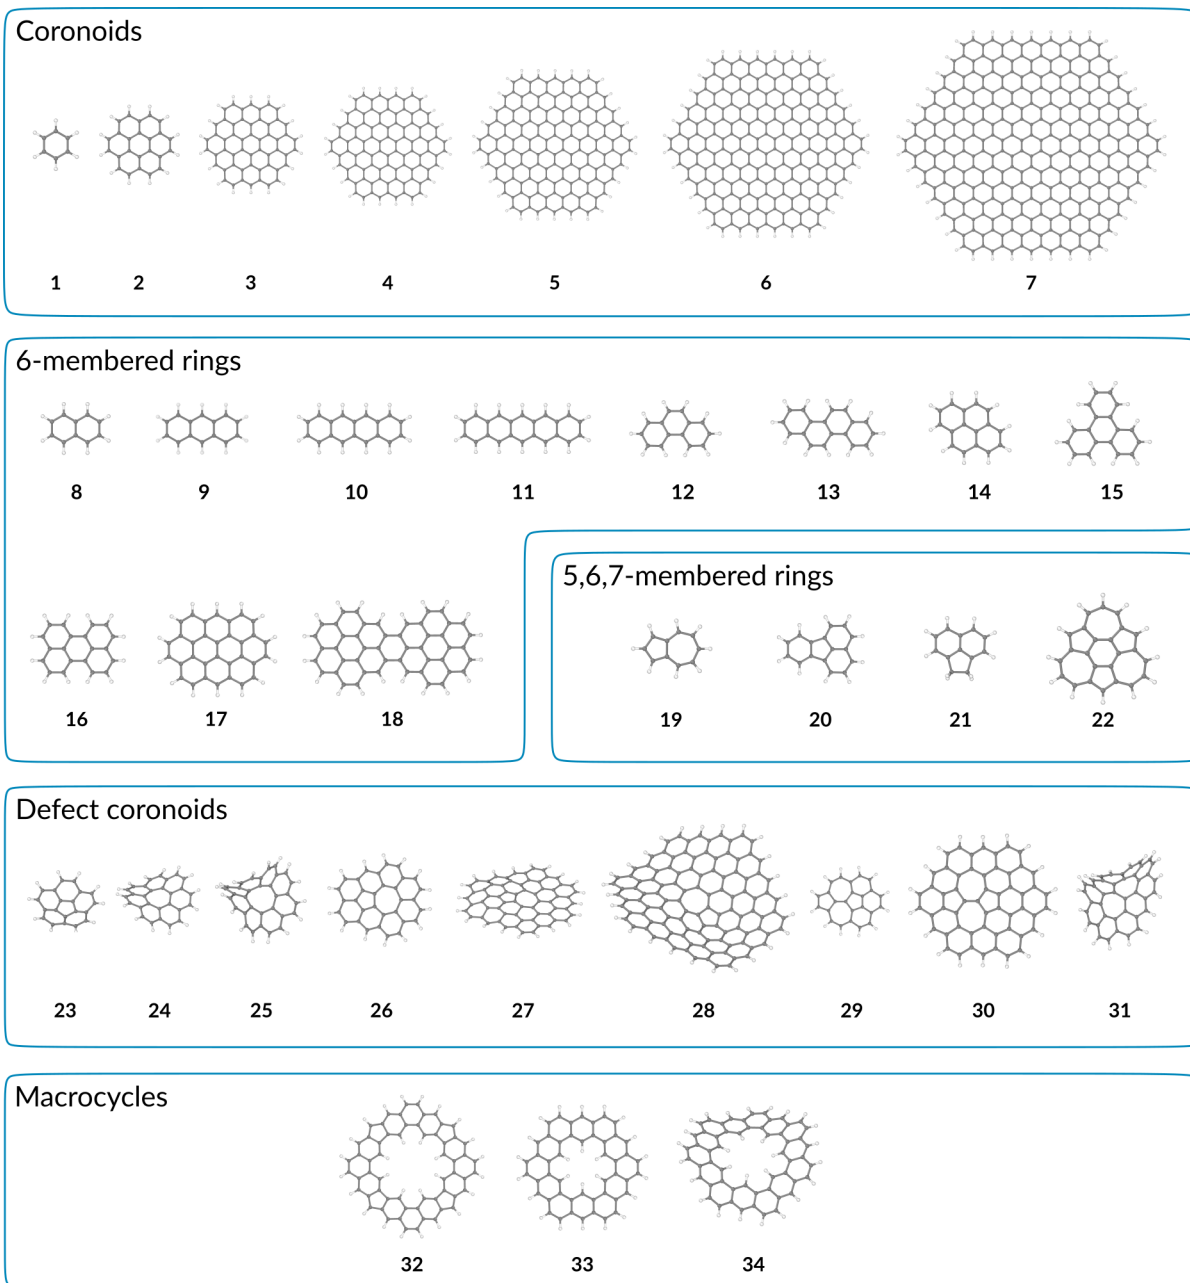 Coronoids
1 2 3 4 5 6 7
6-membered rings
8 9 10 11 12 13 14 15
16 17 18
5,6,7-membered rings
19 20 21 22
Defect coronoids
23 24 25 26 27 28 29 30 31
Macrocycles
32 33 34